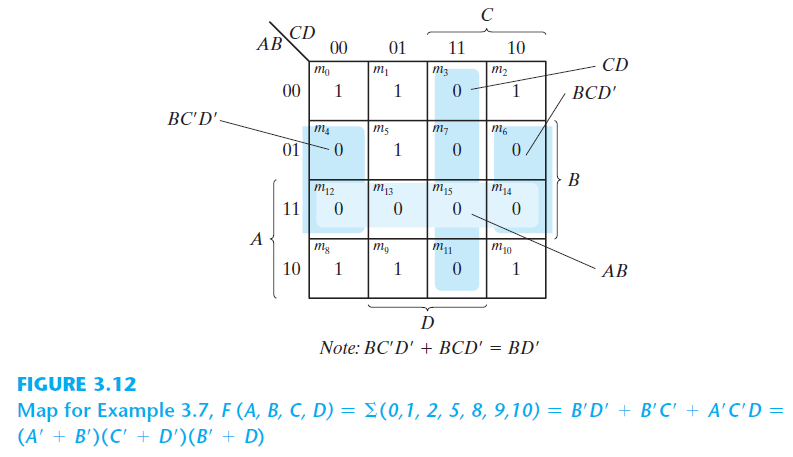 C
CD
AB
00 01 11 10
m0 m1 m3 m2
CD
00 1 1 0 1
BCD'
BC'D'
m4 m5 m7 m6
01 0 1 0 0
B
m12 m13 m15 m14
11 0 0 0 0
A
m8 m9 m11 m10
10 1 1 0 1
AB
D
Note: BC'D' + BCD' = BD'
FIGURE 3.12
Map for Example 3.7, F (A, B, C, D) = Σ(0,1, 2, 5, 8, 9,10) = B'D' + B'C' + A'C'D =
(A' + B')(C' + D')(B' + D)